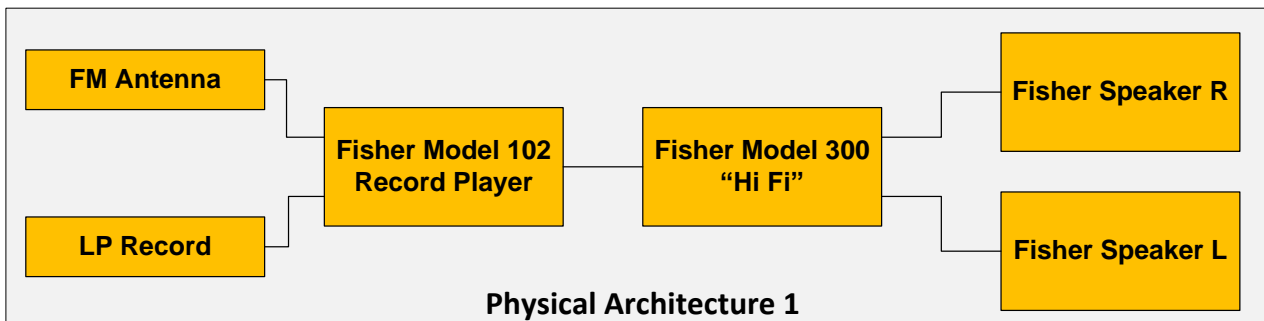 FM Antenna
LP Record
Fisher Model 102
Record Player
Fisher Model 300
“Hi Fi”
Fisher Speaker R
Fisher Speaker L
Physical Architecture 1